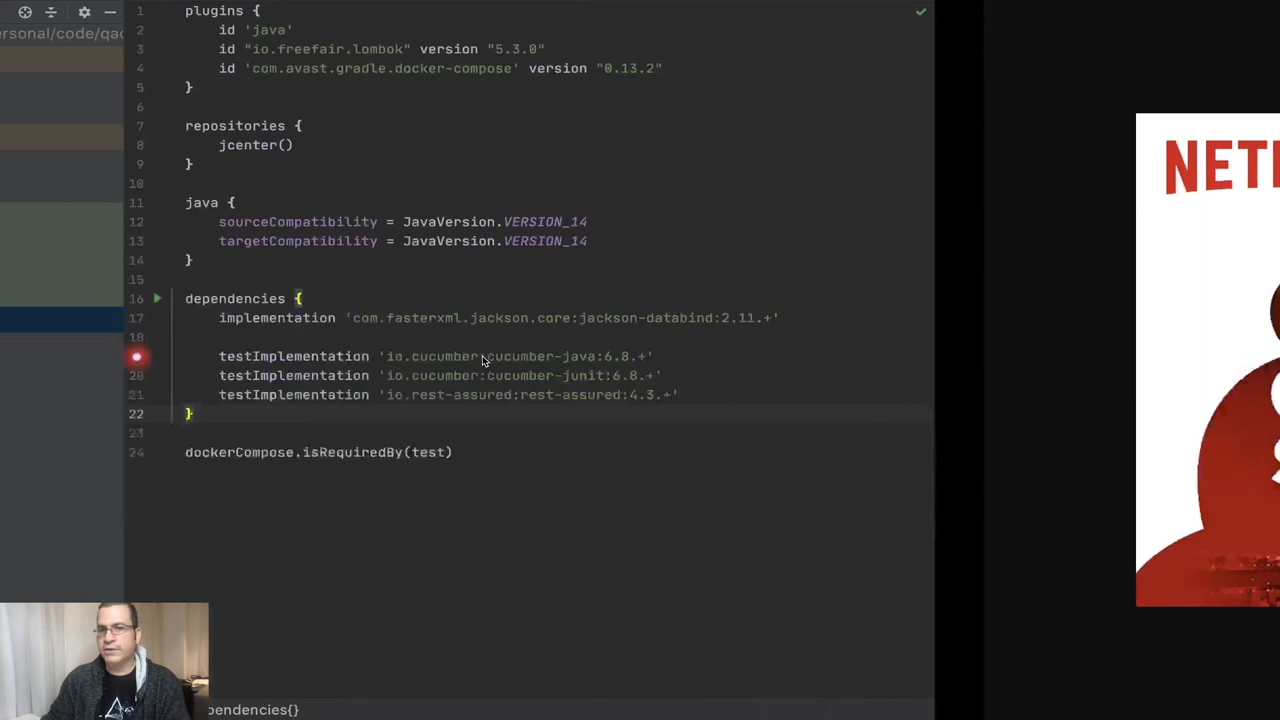 ersonal/code/qac
1 plugins {
2 id 'java'
3 id "io.freefair.lombok" version "5.3.0"
4 id 'com.avast.gradle.docker-compose' version "0.13.2"
5 }
6
7 repositories {
8 jcenter()
9 }
10
11 java {
12 sourceCompatibility = JavaVersion.VERSION_14
13 targetCompatibility = JavaVersion.VERSION_14
14 }
15
16 dependencies {
17 implementation 'com.fasterxml.jackson.core:jackson-databind:2.11.+'
18
testImplementation 'io.cucumber:cucumber-java:6.8.+'
20 testImplementation 'io.cucumber:cucumber-junit:6.8.+'
21 testImplementation 'io.rest-assured:rest-assured:4.3.+'
22 }
23
24 dockerCompose.isRequiredBy(test)
pendencies{}
NET